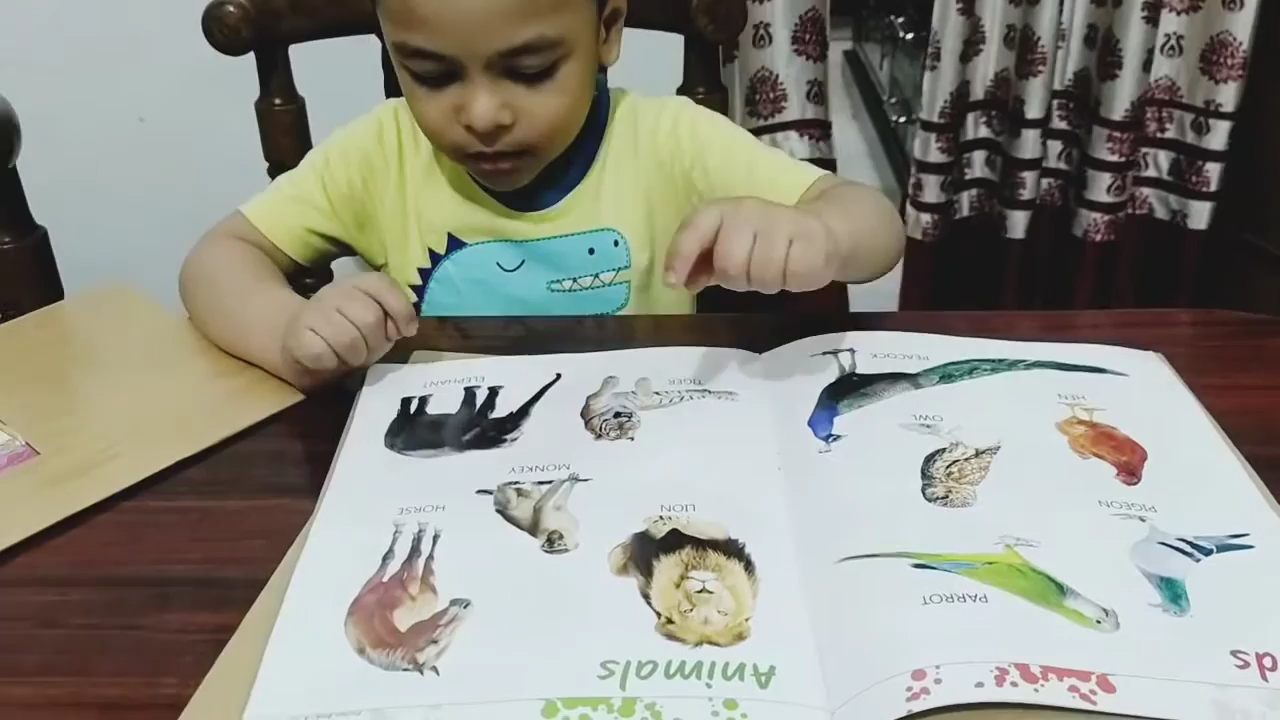 Animals
LION
HORSE
MONKEY
TIGER
ELEPHANT
ds
PARROT
PIGEON
OWL
HEN
PEACOCK